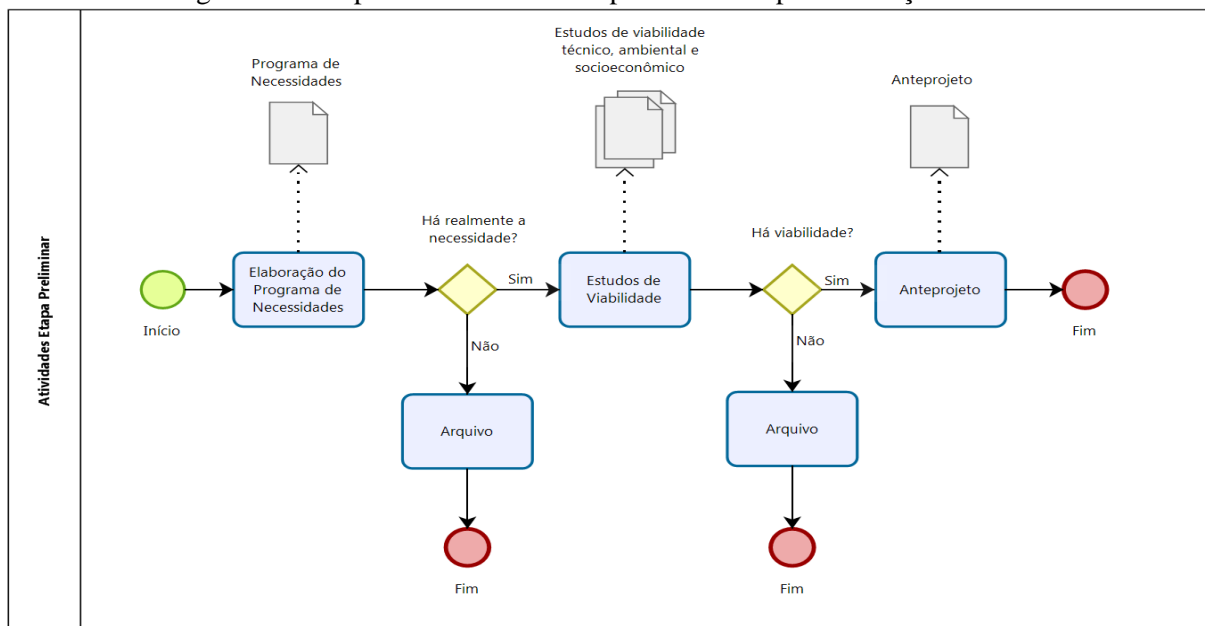 Programa de
Necessidades
Estudos de viabilidade
técnico, ambiental e
socioeconômico
Anteprojeto
Há realmente a
necessidade?
Há viabilidade?
Atividades Etapa Preliminar
Início
Elaboração do
Programa de
Necessidades
Sim
Estudos de
Viabilidade
Sim
Anteprojeto
Fim
Não
Não
Arquivo
Arquivo
Fim
Fim